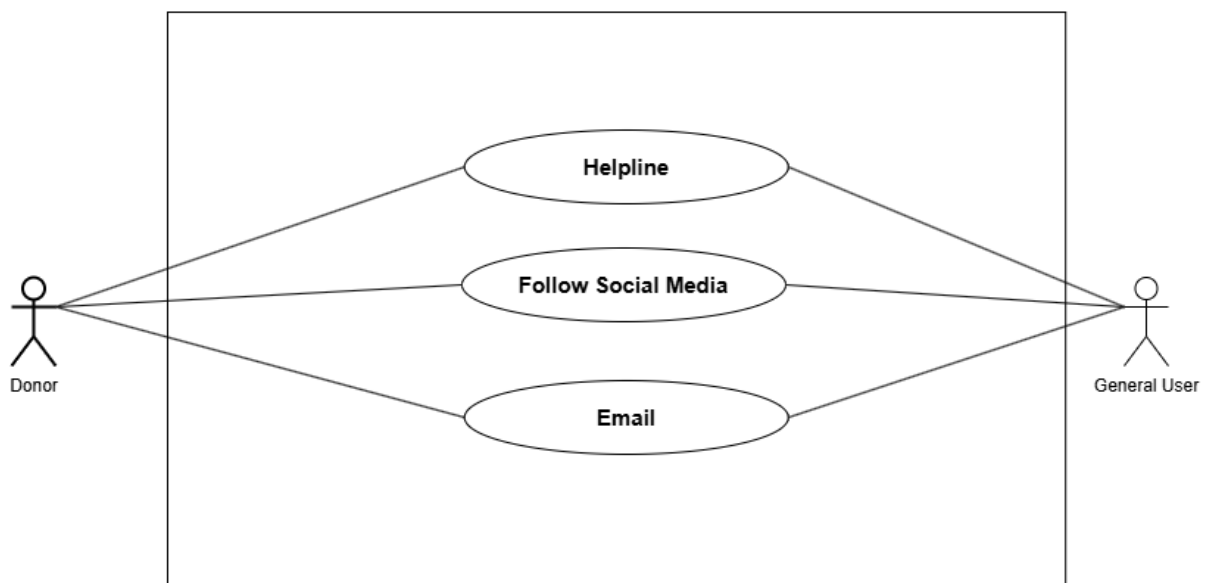 Helpline
Follow Social Media
Donor
General User
Email